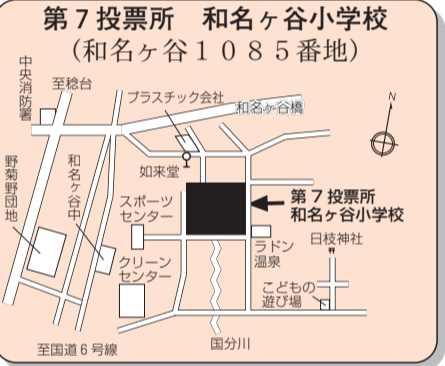 第７投票所　和名ヶ谷小学校
（和名ヶ谷１０８５番地）
中央消防署
至稔台
プラスチック会社
和名ヶ谷橋
N
野菊野団地
和名ヶ谷中
如来堂
スポーツ
センター
第７投票所
和名ヶ谷小学校
クリーン
センター
ラドン
温泉
日枝神社
こどもの
遊び場
至国道６号線
国分川